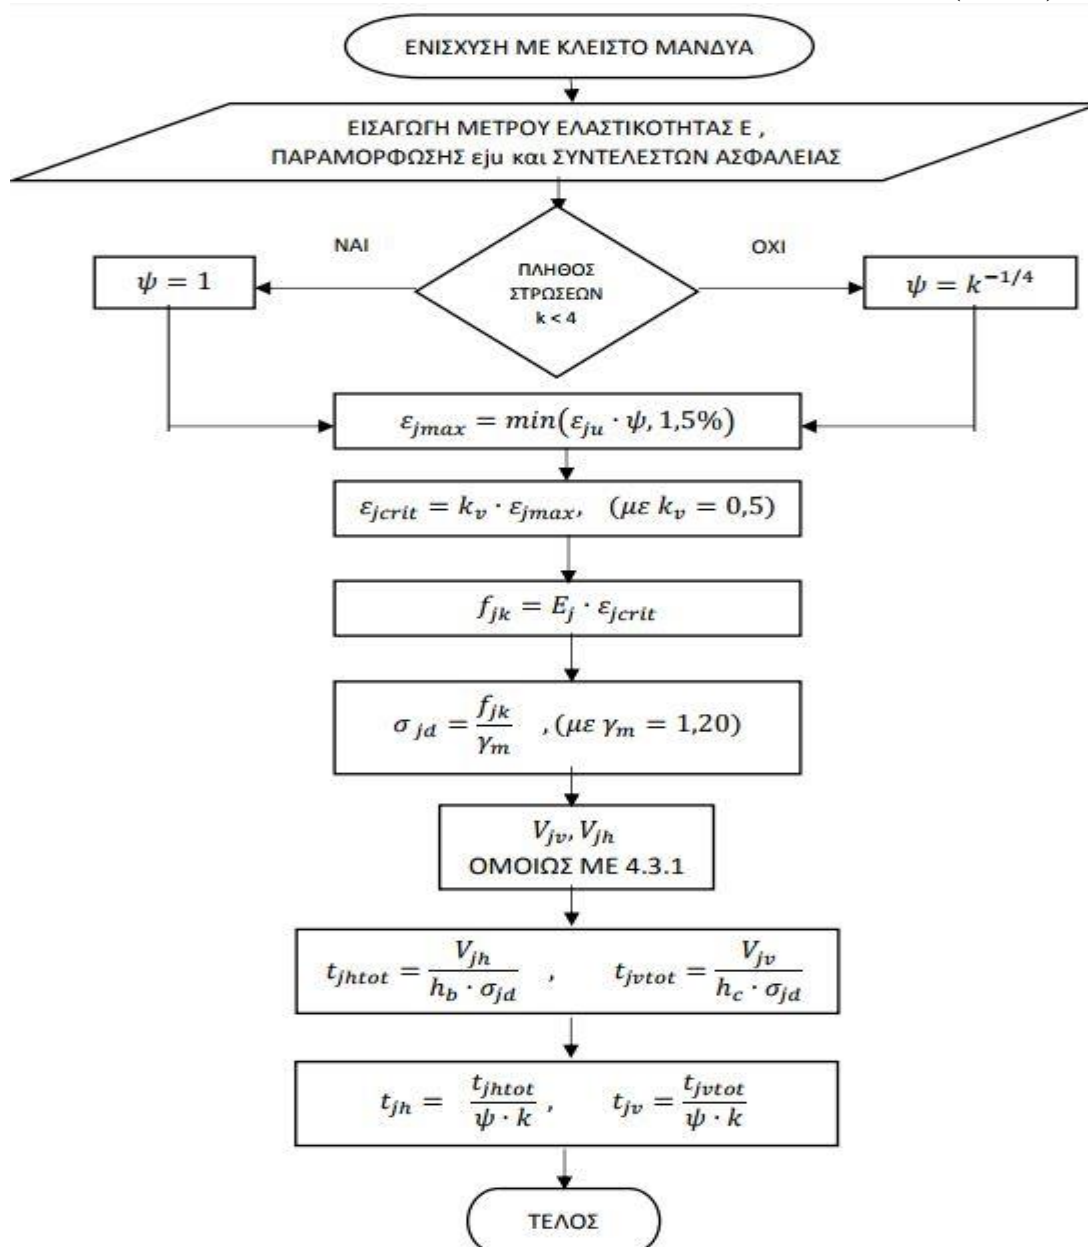 ΕΝΙΣΧΥΣΗ ΜΕ ΚΛΕΙΣΤΟ ΜΑΝΔΥΑ
ΕΙΣΑΓΩΓΗ ΜΕΤΡΟΥ ΕΛΑΣΤΙΚΟΤΗΤΑΣ Ε ,
ΠΑΡΑΜΟΡΦΩΣΗΣ εju και ΣΥΝΤΕΛΕΣΤΩΝ ΑΣΦΑΛΕΙΑΣ
ΝΑΙ
ΟΧΙ
ΠΛΗΘΟΣ
ΣΤΡΩΣΕΩΝ
k < 4
ψ = 1
ψ = k^{−1/4}
ε_{jmax} = min(ε_{ju} · ψ, 1,5%)
ε_{jcrit} = k_v · ε_{jmax}, (με k_v = 0,5)
f_{jk} = E_j · ε_{jcrit}
σ_{jd} = f_{jk} / γ_m , (με γ_m = 1,20)
V_{jv}, V_{jh}
ΟΜΟΙΩΣ ΜΕ 4.3.1
t_{jhtot} = V_{jh} / (h_b · σ_{jd}) , t_{jvtot} = V_{jv} / (h_c · σ_{jd})
t_{jh} = t_{jhtot} / (ψ · k) , t_{jv} = t_{jvtot} / (ψ · k)
ΤΕΛΟΣ